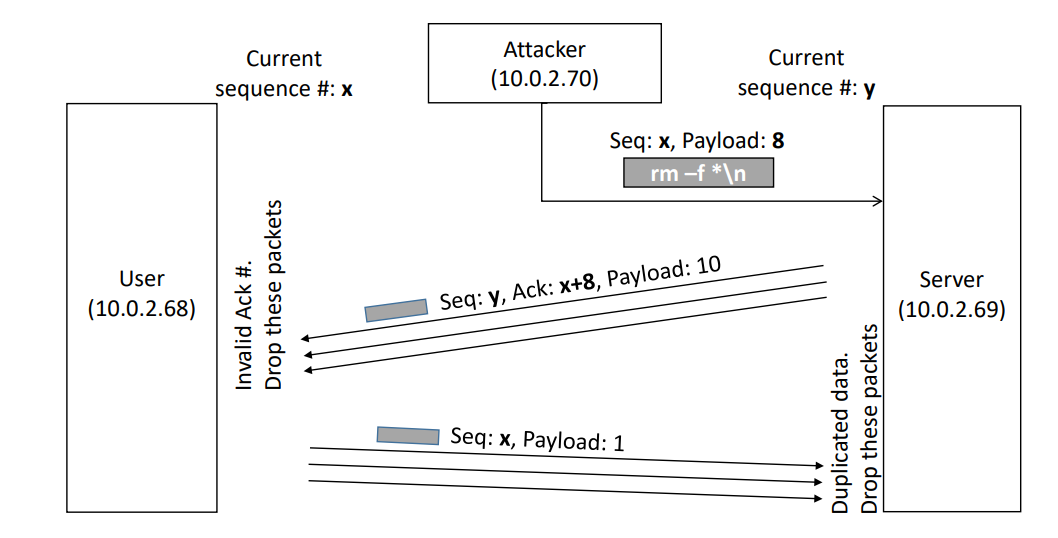 Current
sequence #: x
Attacker
(10.0.2.70)
Current
sequence #: y
Seq: x, Payload: 8
rm –f *\n
User
(10.0.2.68)
Invalid Ack #.
Drop these packets
Seq: y, Ack: x+8, Payload: 10
Server
(10.0.2.69)
Seq: x, Payload: 1
Duplicated data.
Drop these packets